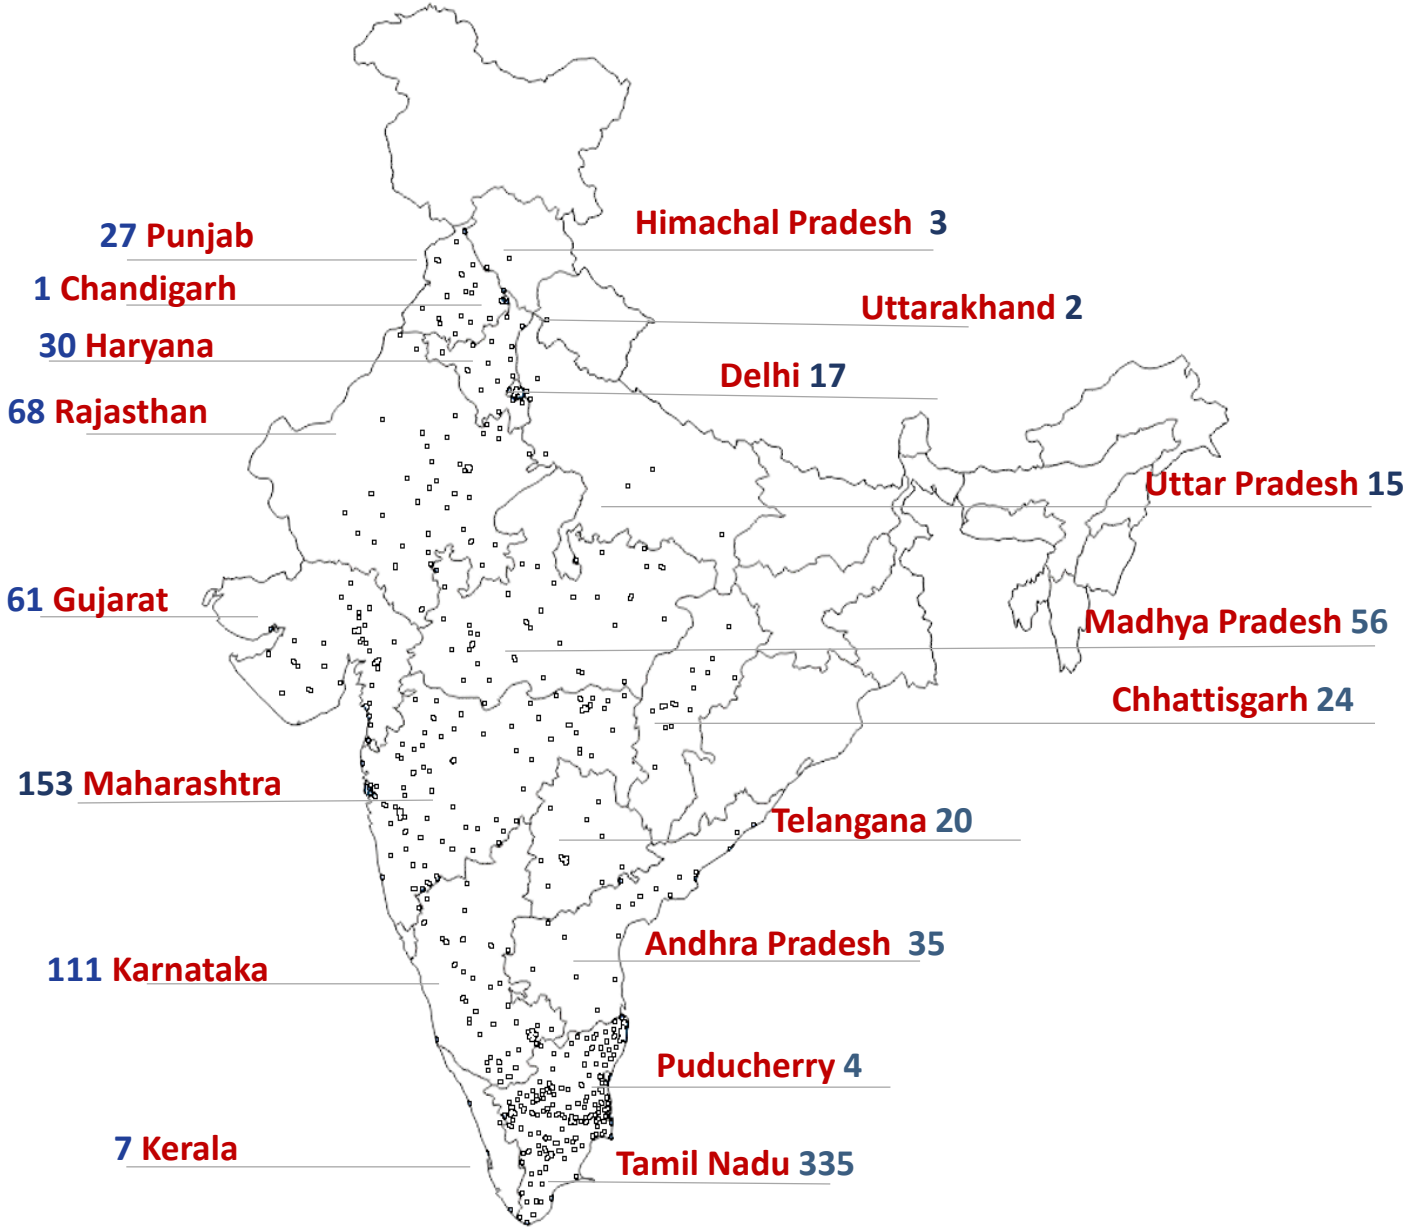 Himachal Pradesh 3
27 Punjab
1 Chandigarh
Uttarakhand 2
30 Haryana
Delhi 17
68 Rajasthan
Uttar Pradesh 15
61 Gujarat
Madhya Pradesh 56
Chhattisgarh 24
153 Maharashtra
Telangana 20
Andhra Pradesh 35
111 Karnataka
Puducherry 4
7 Kerala
Tamil Nadu 335